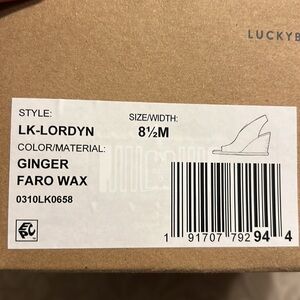 LUCKYB
STYLE:
LK-LORDYN
SIZE/WIDTH:
8½M
COLOR/MATERIAL:
GINGER
FARO WAX
0310LK0658
1 91707 79294 4